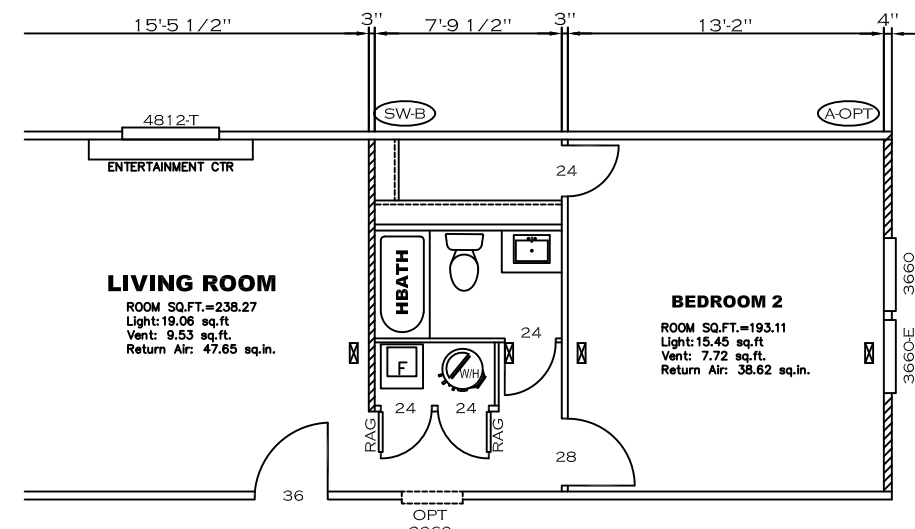 15'-5 1/2"
3"
7'-9 1/2"
3"
13'-2"
4"
4812-T
SW-B
A-OPT
ENTERTAINMENT CTR
24
LIVING ROOM
ROOM SQ.FT.=238.27
Light:19.06 sq.ft
Vent: 9.53 sq.ft.
Return Air: 47.65 sq.in.
HBATH
24
BEDROOM 2
ROOM SQ.FT.=193.11
Light:15.45 sq.ft
Vent: 7.72 sq.ft.
Return Air: 38.62 sq.in.
3660
3660-E
F
W/H
24
24
RAG
RAG
28
36
OPT